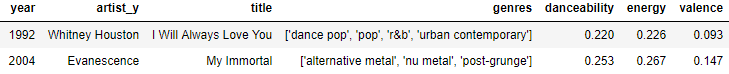 year artist_y title genres danceability energy valence
1992 Whitney Houston I Will Always Love You ['dance pop', 'pop', 'r&b', 'urban contemporary'] 0.220 0.226 0.093
2004 Evanescence My Immortal ['alternative metal', 'nu metal', 'post-grunge'] 0.253 0.267 0.147